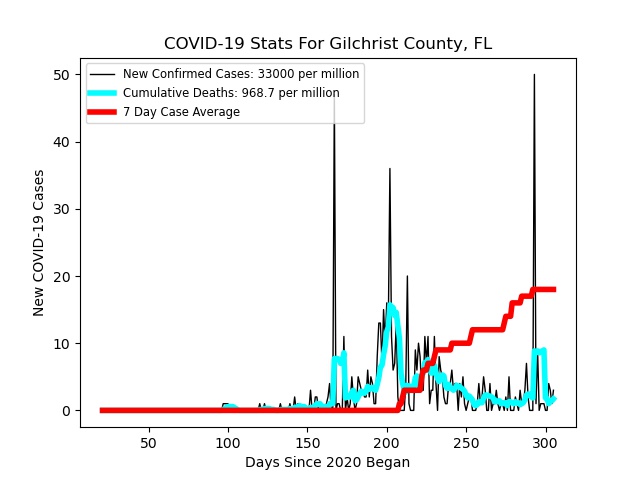 COVID-19 Stats For Gilchrist County, FL
New Confirmed Cases: 33000 per million
Cumulative Deaths: 968.7 per million
7 Day Case Average
50
40
30
20
10
0
New COVID-19 Cases
50 100 150 200 250 300
Days Since 2020 Began